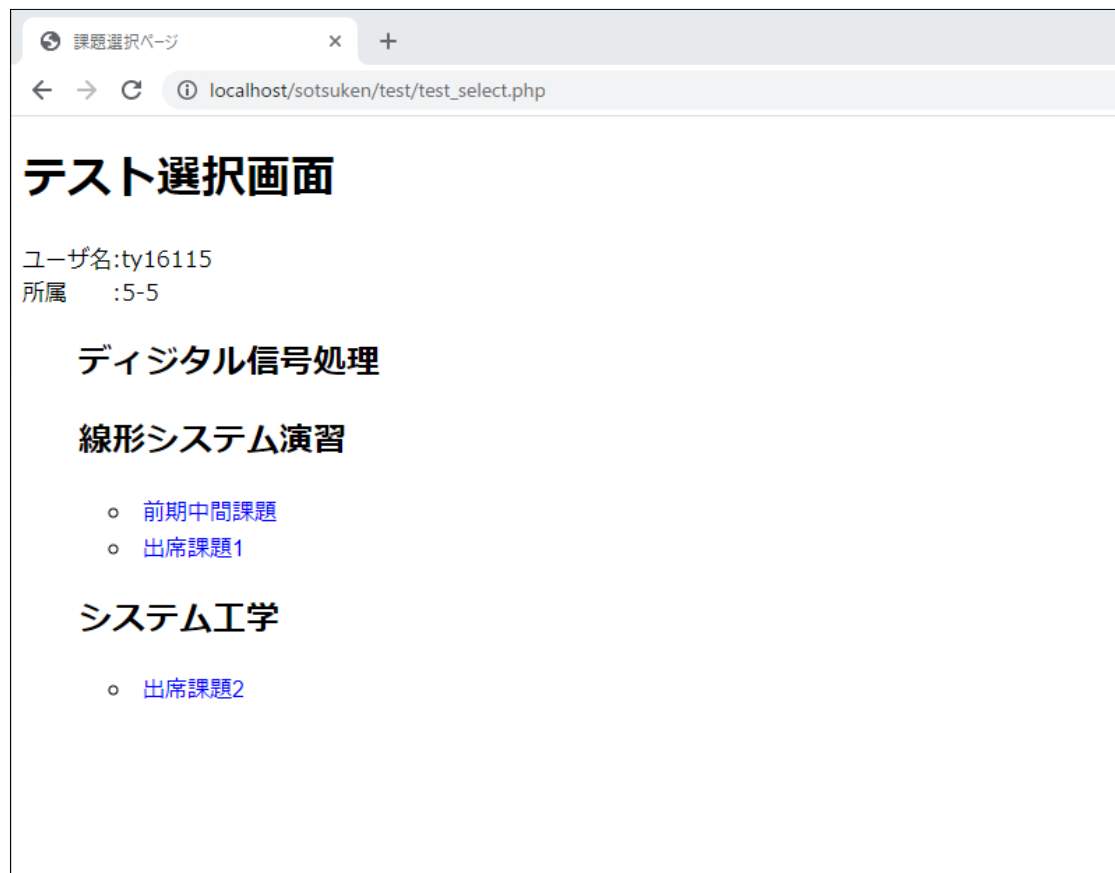 課題選択ページ
localhost/sotsuken/test/test_select.php
テスト選択画面
ユーザ名:ty16115
所属　　:5-5
ディジタル信号処理
線形システム演習
前期中間課題
出席課題1
システム工学
出席課題2